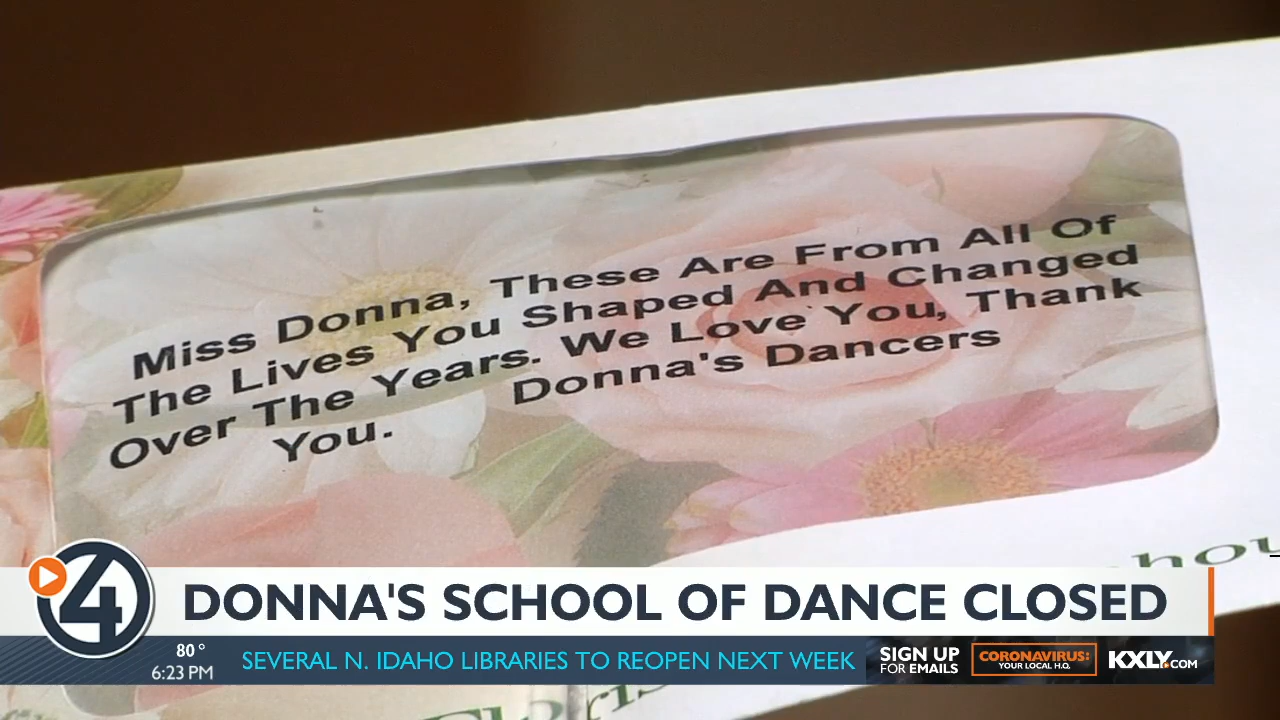 Miss Donna, These Are From All Of
The Lives You Shaped And Changed
Over The Years. We Love You, Thank
You.
Donna's Dancers
4
DONNA'S SCHOOL OF DANCE CLOSED
80°
6:23 PM
SEVERAL N. IDAHO LIBRARIES TO REOPEN NEXT WEEK
SIGN UP
FOR EMAILS
CORONAVIRUS:
YOUR LOCAL H.Q.
KXLY.COM